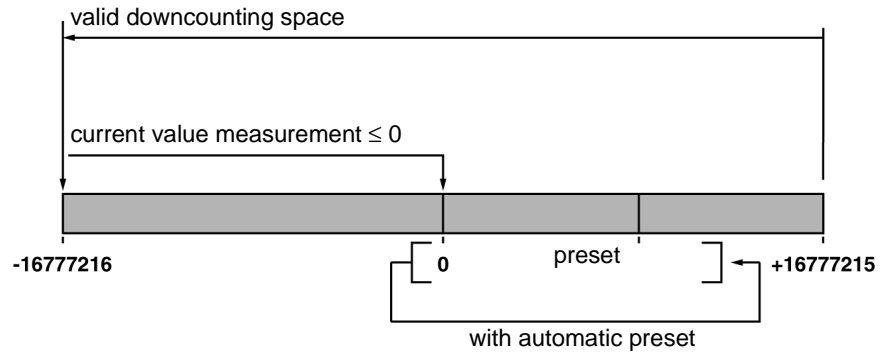 valid downcounting space
current value measurement ≤ 0
-16777216
0
preset
+16777215
with automatic preset